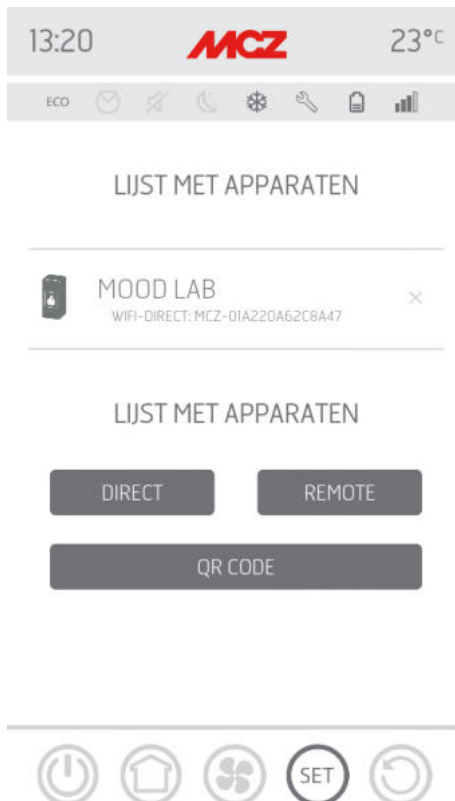 13:20 MCZ 23°C
ECO
LIJST MET APPARATEN
MOOD LAB
WIFI-DIRECT: MCZ-01A220A62C8A47
LIJST MET APPARATEN
DIRECT REMOTE
QR CODE
SET